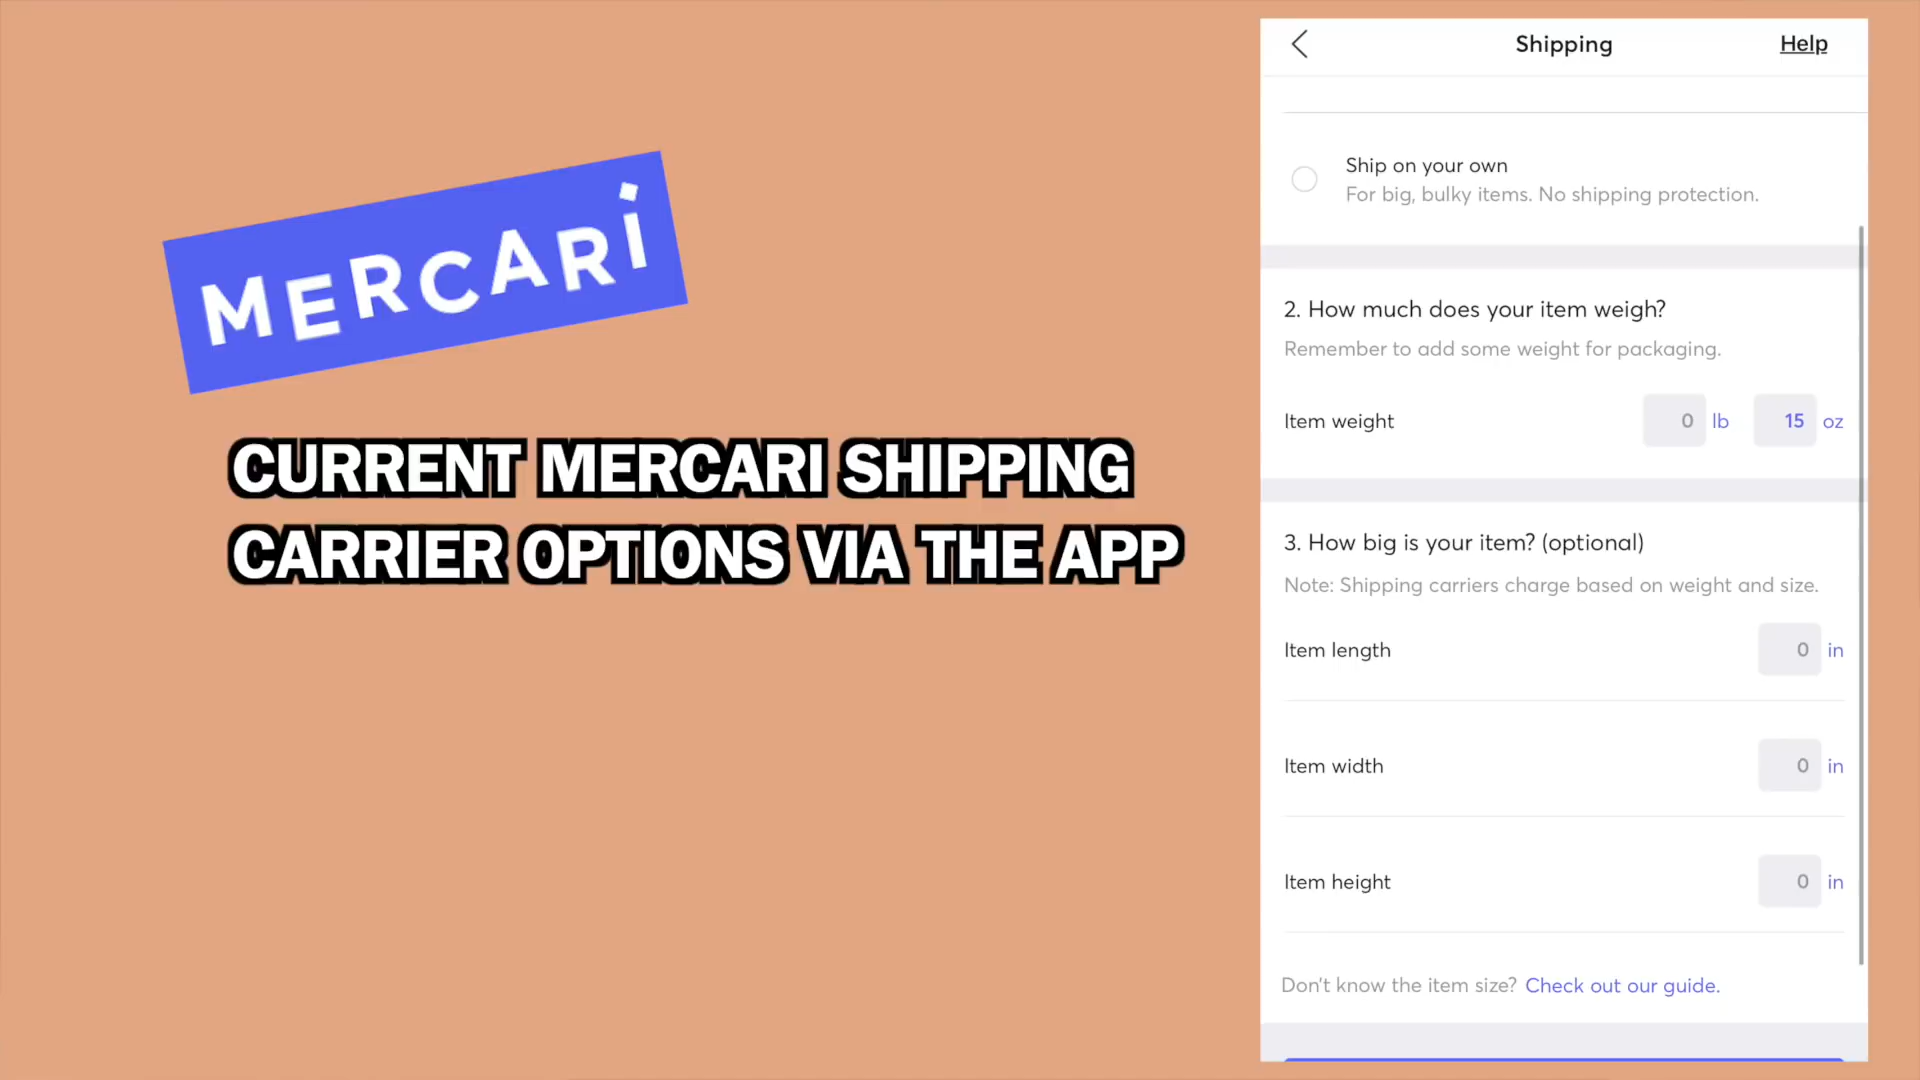 MERCARI
CURRENT MERCARI SHIPPING
CARRIER OPTIONS VIA THE APP
Shipping
Help
Ship on your own
For big, bulky items. No shipping protection.
2. How much does your item weigh?
Remember to add some weight for packaging.
Item weight 0 lb 15 oz
3. How big is your item? (optional)
Note: Shipping carriers charge based on weight and size.
Item length 0 in
Item width 0 in
Item height 0 in
Don't know the item size? Check out our guide.